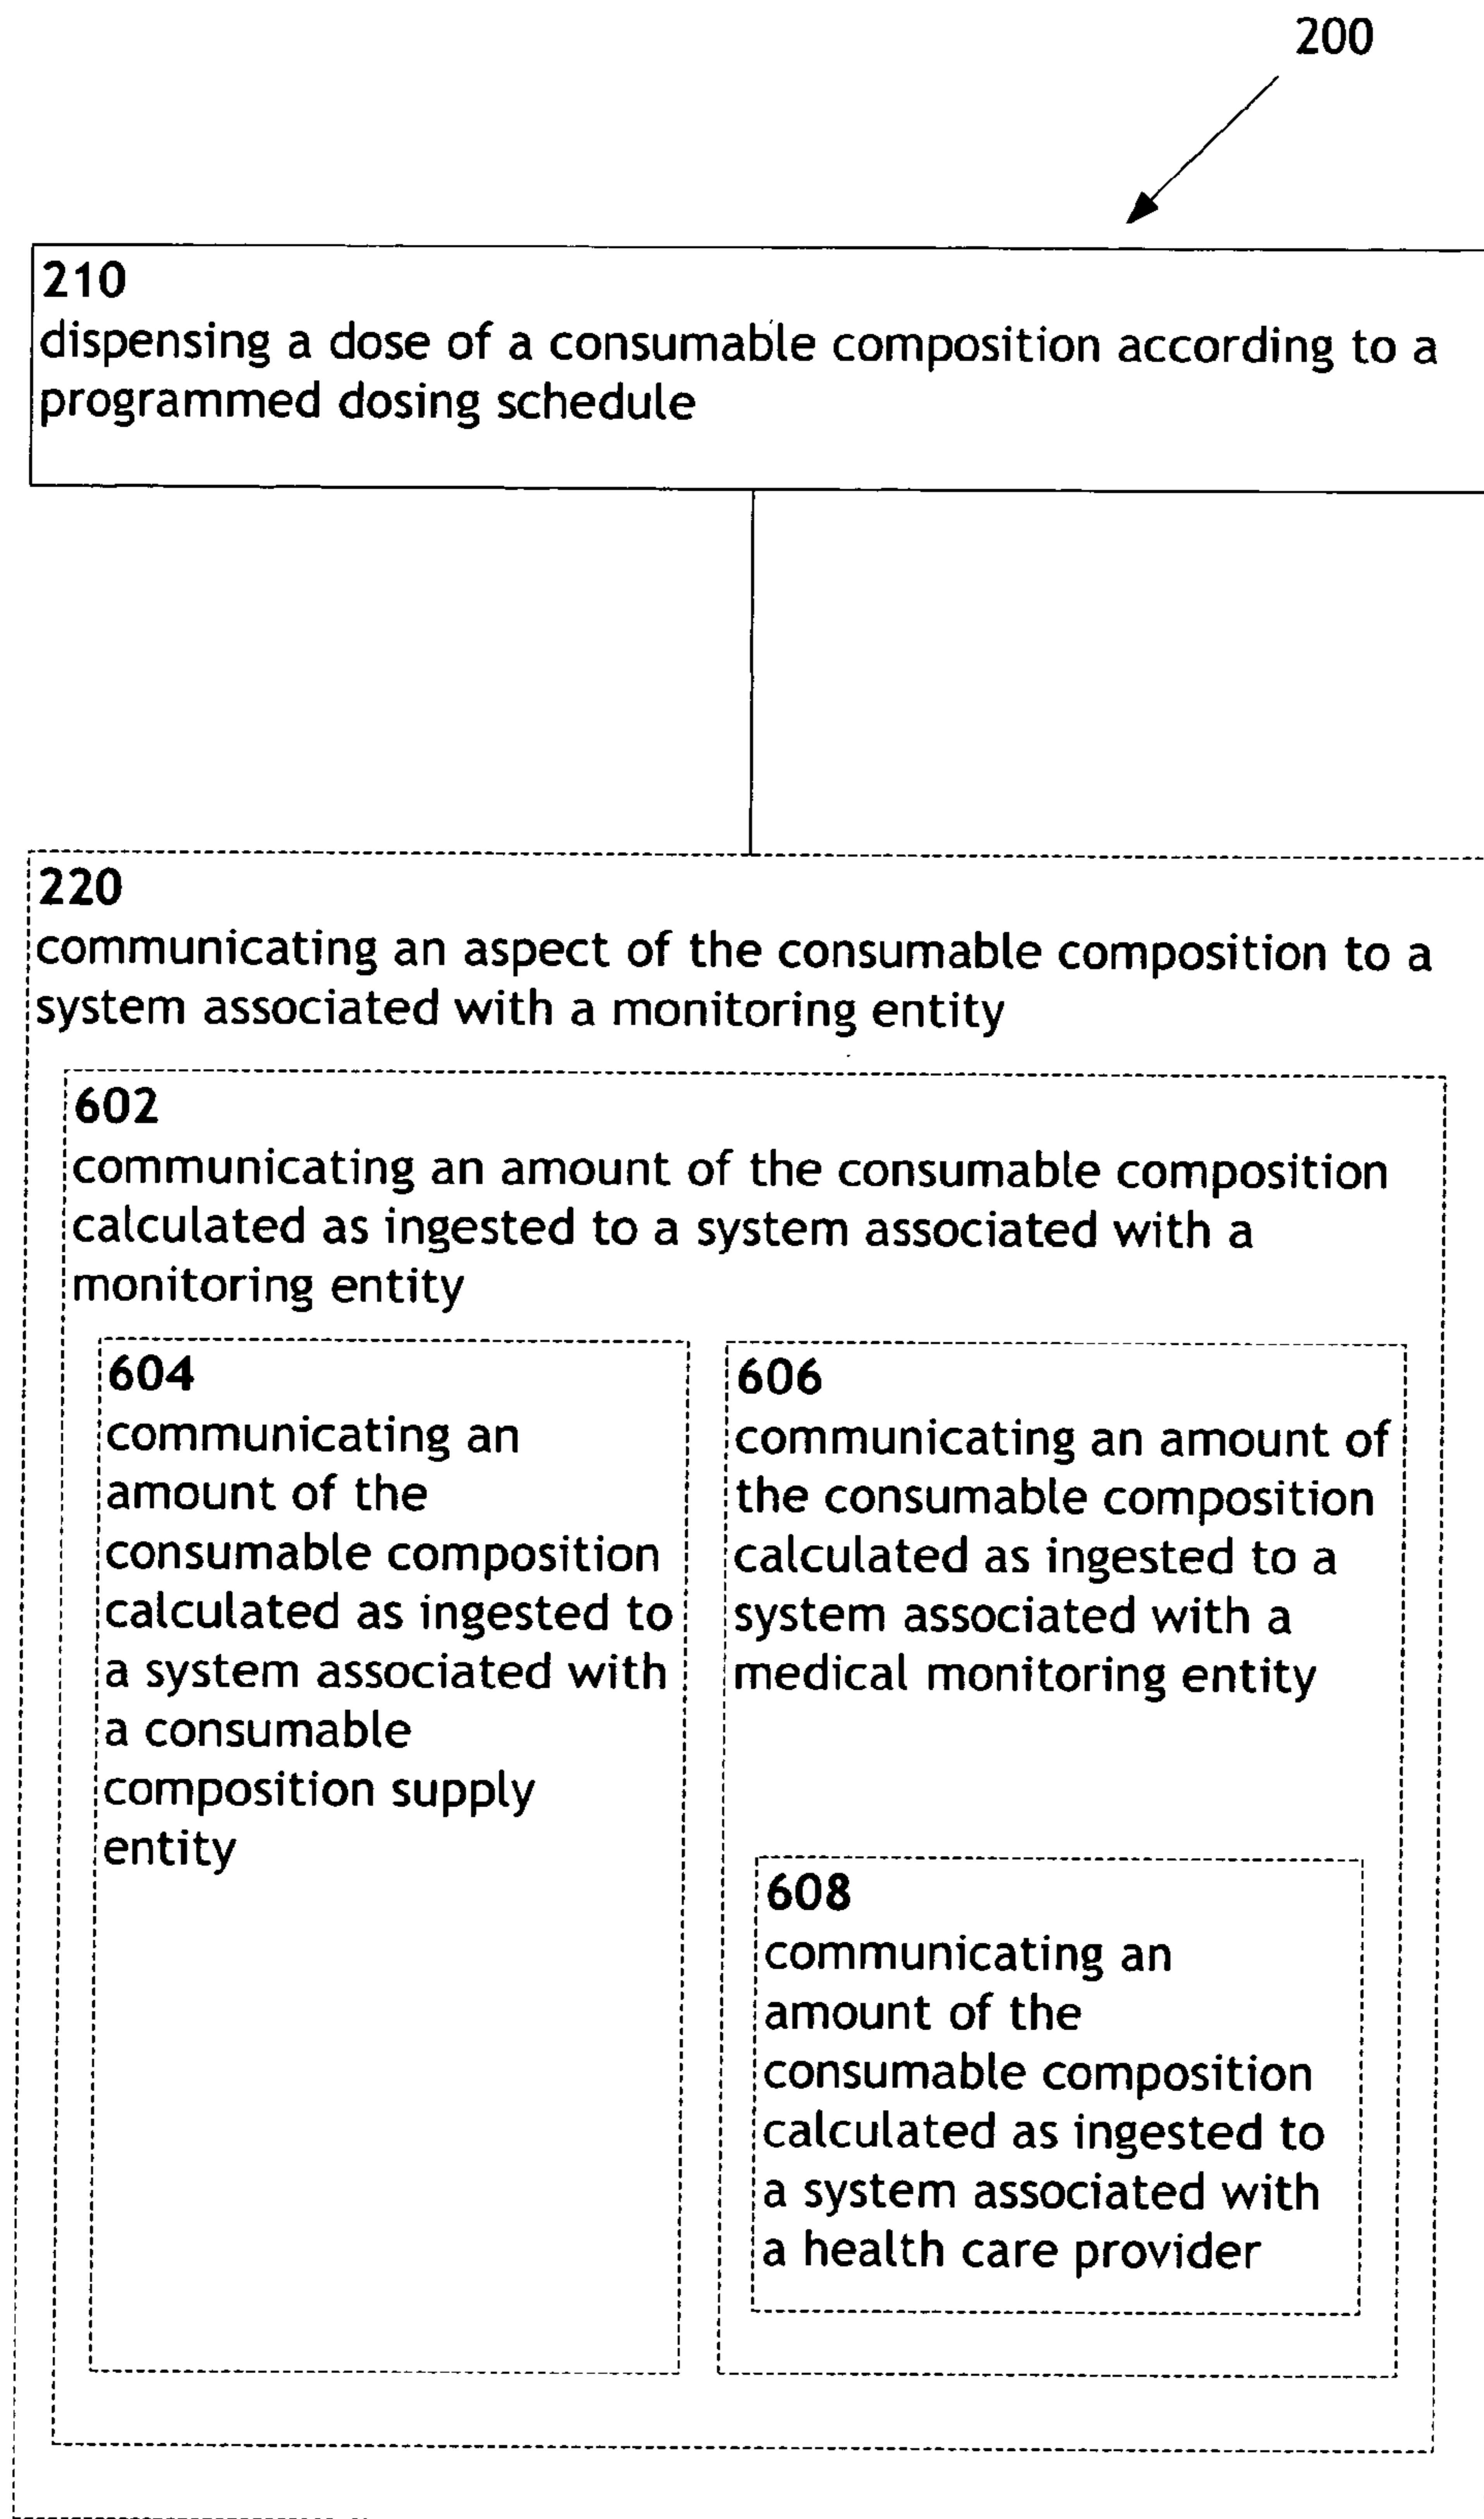 200
210
dispensing a dose of a consumable composition according to a
programmed dosing schedule
220
communicating an aspect of the consumable composition to a
system associated with a monitoring entity
602
communicating an amount of the consumable composition
calculated as ingested to a system associated with a
monitoring entity
604
communicating an
amount of the
consumable composition
calculated as ingested to
a system associated with
a consumable
composition supply
entity
606
communicating an amount of
the consumable composition
calculated as ingested to a
system associated with a
medical monitoring entity
608
communicating an
amount of the
consumable composition
calculated as ingested to
a system associated with
a health care provider